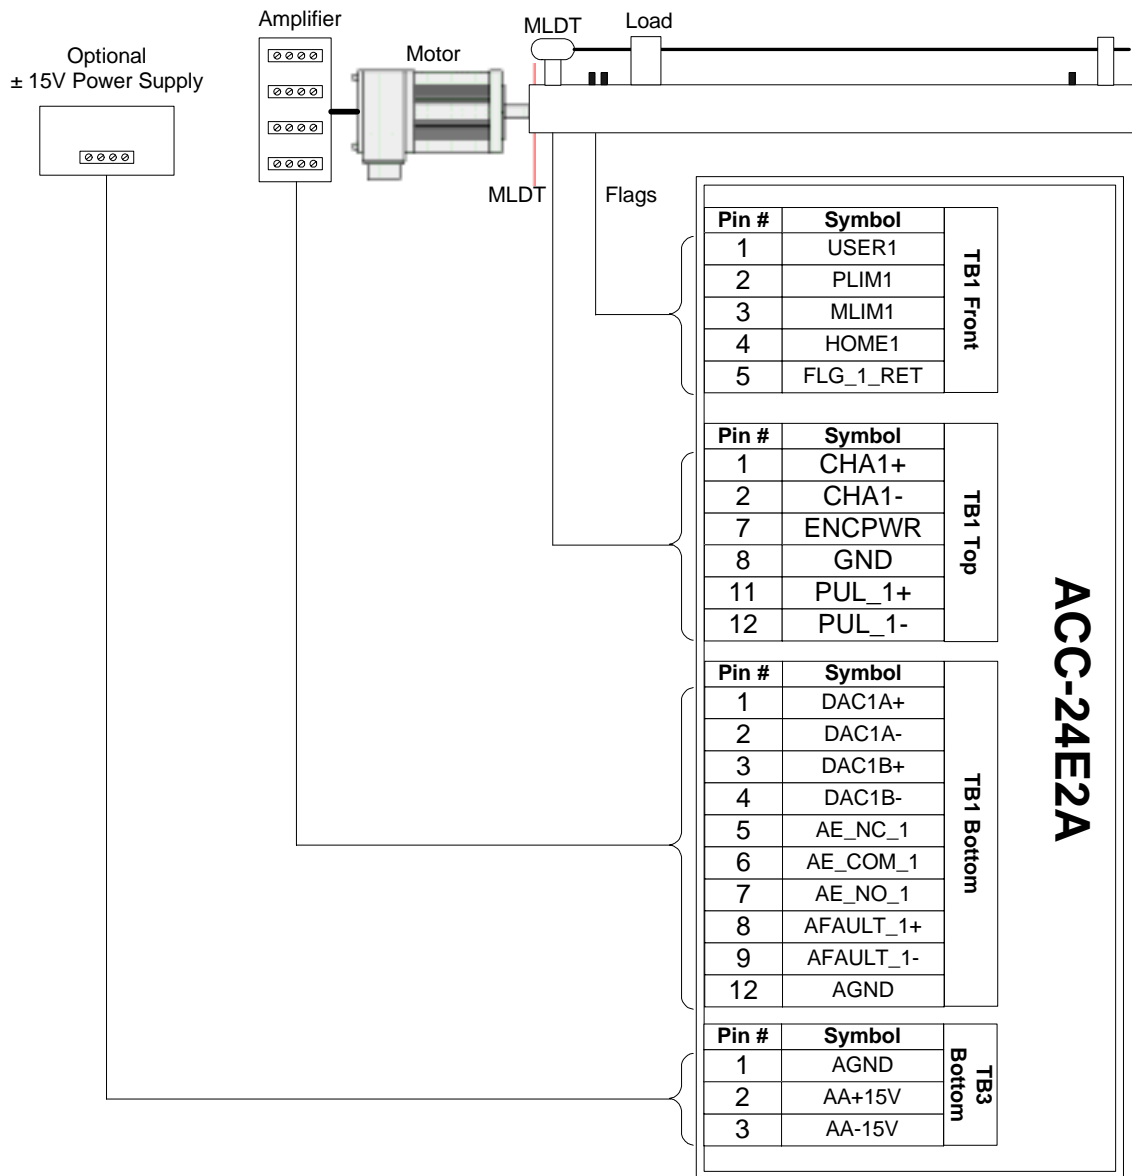 Amplifier
MLDT
Load
Optional
± 15V Power Supply
Motor
MLDT
Flags
Pin # Symbol
1 USER1
2 PLIM1
3 MLIM1
4 HOME1
5 FLG_1_RET
TB1 Front
Pin # Symbol
1 CHA1+
2 CHA1-
7 ENCPWR
8 GND
11 PUL_1+
12 PUL_1-
TB1 Top
ACC-24E2A
Pin # Symbol
1 DAC1A+
2 DAC1A-
3 DAC1B+
4 DAC1B-
5 AE_NC_1
6 AE_COM_1
7 AE_NO_1
8 AFAULT_1+
9 AFAULT_1-
12 AGND
TB1 Bottom
Pin # Symbol
1 AGND
2 AA+15V
3 AA-15V
TB3
Bottom